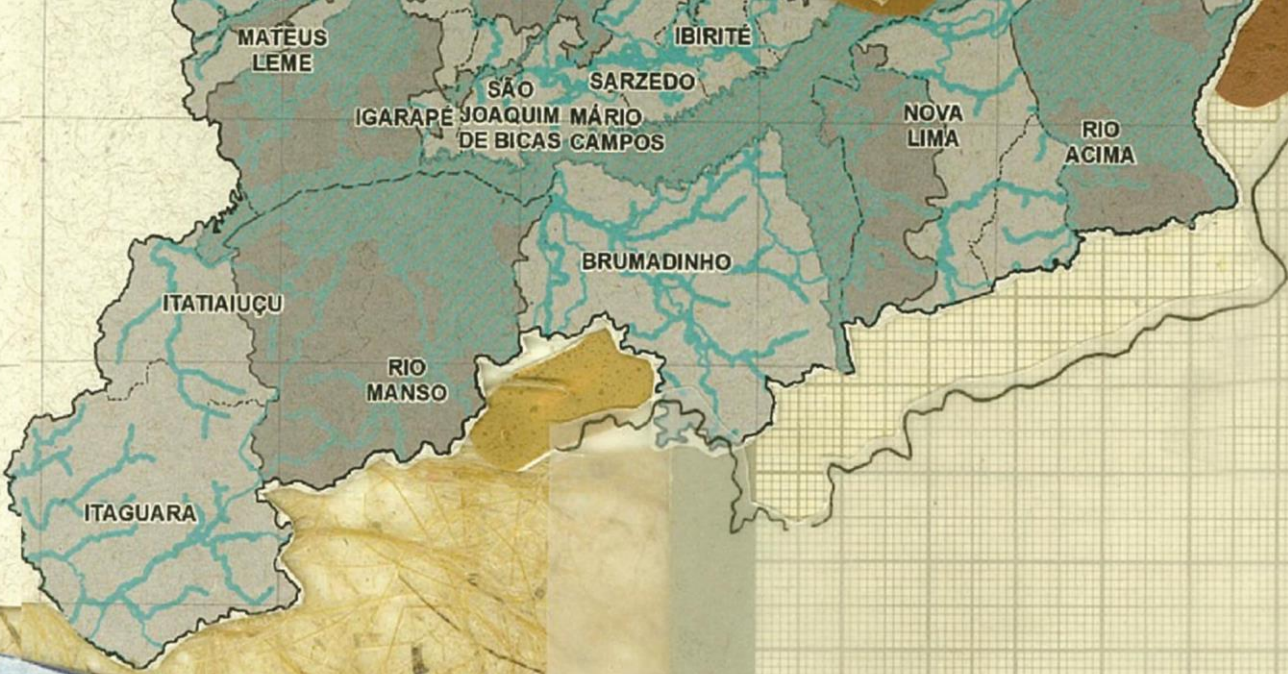 MATEUS
LEME
IBIRITÉ
SARZEDO
SÃO
JOAQUIM
DE BICAS
IGARAPÉ
MÁRIO
CAMPOS
NOVA
LIMA
RIO
ACIMA
BRUMADINHO
ITATIAIUÇU
RIO
MANSO
ITAGUARA